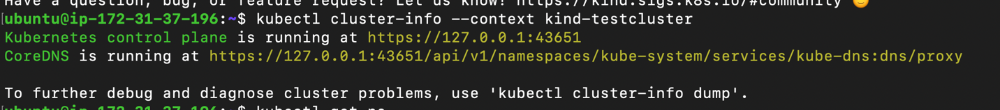 Have a question, bug, or feature request? Let us know! https://kind.sigs.k8s.io/#community 🙂
[ubuntu@ip-172-31-37-196:~$ kubectl cluster-info --context kind-testcluster
Kubernetes control plane is running at https://127.0.0.1:43651
CoreDNS is running at https://127.0.0.1:43651/api/v1/namespaces/kube-system/services/kube-dns:dns/proxy
To further debug and diagnose cluster problems, use 'kubectl cluster-info dump'.
[ubuntu@ip-172-31-37-196:~$ kubectl get no